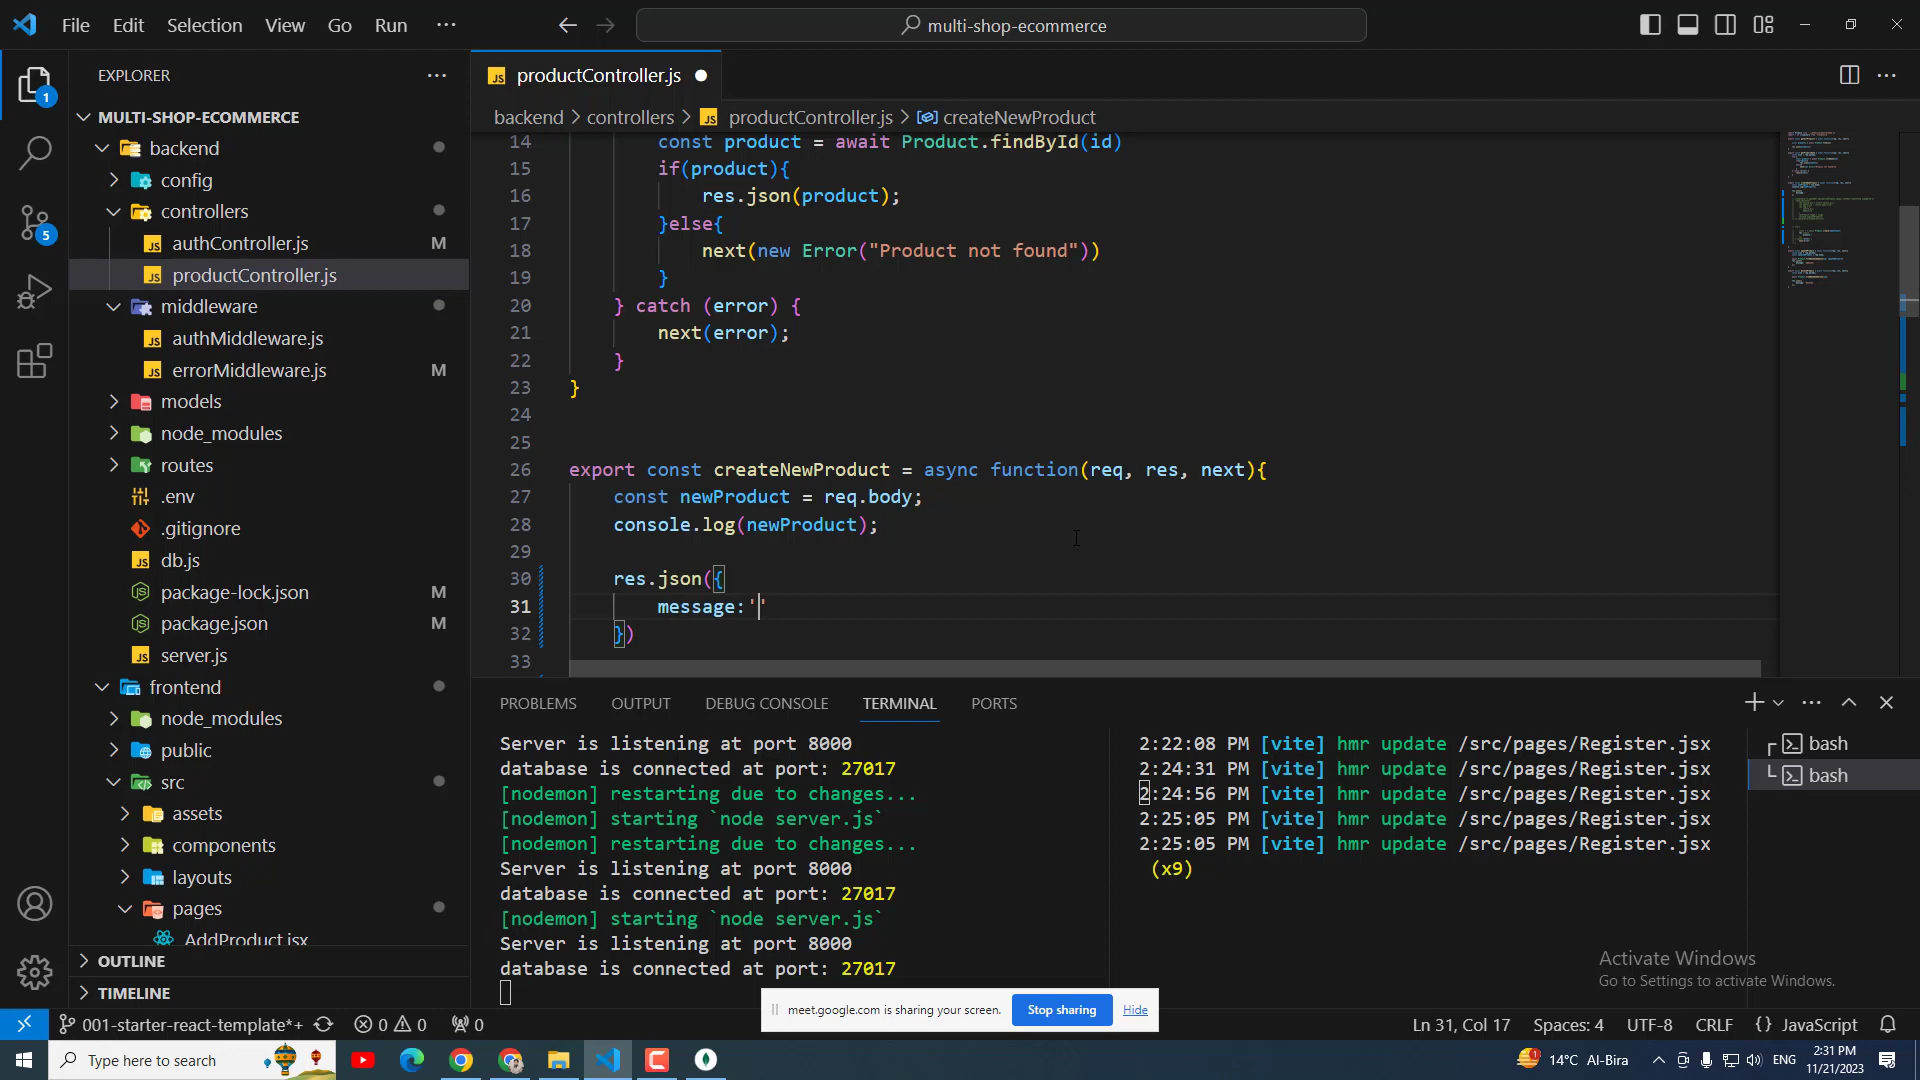 File Edit Selection View Go Run ···
multi-shop-ecommerce
EXPLORER
MULTI-SHOP-ECOMMERCE
backend
config
controllers
authController.js M
productController.js
middleware
authMiddleware.js
errorMiddleware.js M
models
node_modules
routes
.env
.gitignore
db.js
package-lock.json M
package.json M
server.js
frontend
node_modules
public
src
assets
components
layouts
pages
AddProduct.jsx
OUTLINE
TIMELINE
1
5
productController.js
backend > controllers > productController.js > createNewProduct
14 const product = await Product.findById(id)
15 if(product){
16 res.json(product);
17 }else{
18 next(new Error("Product not found"))
19 }
20 } catch (error) {
21 next(error);
22 }
23 }
24
25
26 export const createNewProduct = async function(req, res, next){
27 const newProduct = req.body;
28 console.log(newProduct);
29
30 res.json({
31 message:''
32 })
33
PROBLEMS OUTPUT DEBUG CONSOLE TERMINAL PORTS
Server is listening at port 8000
database is connected at port: 27017
[nodemon] restarting due to changes...
[nodemon] starting `node server.js`
[nodemon] restarting due to changes...
Server is listening at port 8000
database is connected at port: 27017
[nodemon] starting `node server.js`
Server is listening at port 8000
database is connected at port: 27017
2:22:08 PM [vite] hmr update /src/pages/Register.jsx
2:24:31 PM [vite] hmr update /src/pages/Register.jsx
2:24:56 PM [vite] hmr update /src/pages/Register.jsx
2:25:05 PM [vite] hmr update /src/pages/Register.jsx
2:25:05 PM [vite] hmr update /src/pages/Register.jsx
(x9)
bash
bash
Activate Windows
Go to Settings to activate Windows.
meet.google.com is sharing your screen. Stop sharing Hide
001-starter-react-template*+ 0 0 0
Ln 31, Col 17 Spaces: 4 UTF-8 CRLF {} JavaScript
Type here to search
1
14°C Al-Bira
ENG
2:31 PM
11/21/2023